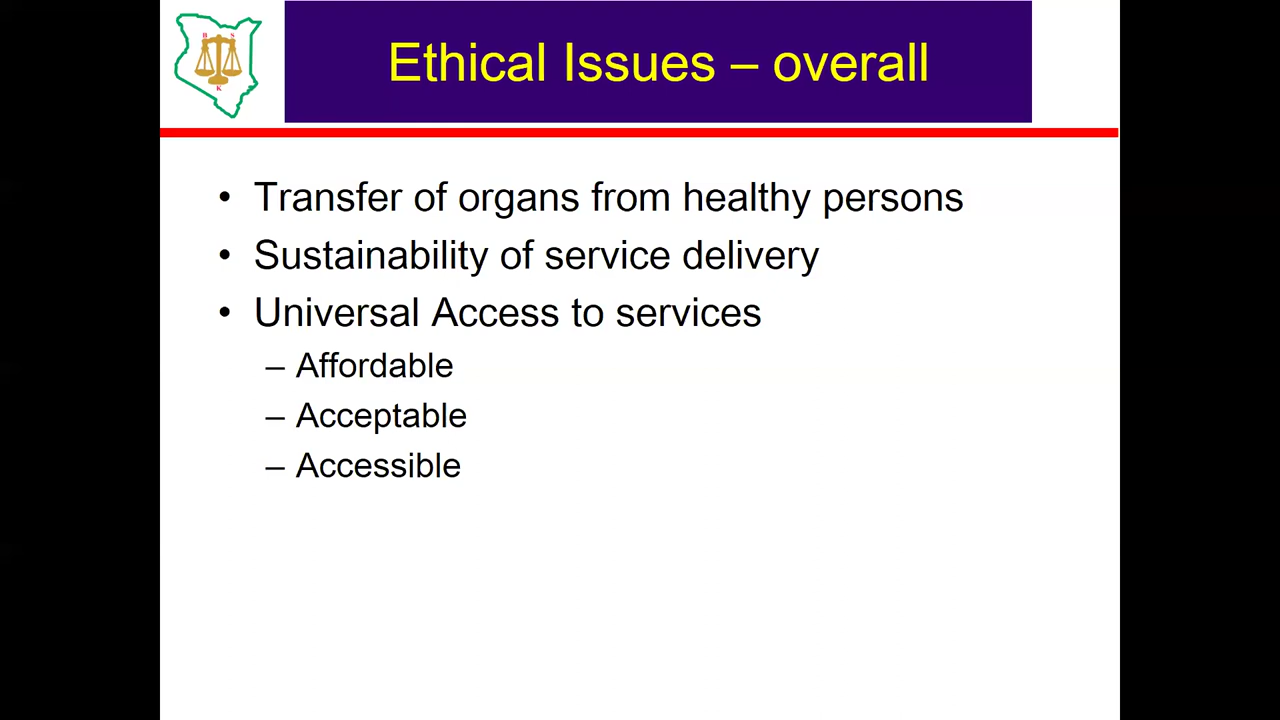 B S
K
Ethical Issues – overall
• Transfer of organs from healthy persons
• Sustainability of service delivery
• Universal Access to services
– Affordable
– Acceptable
– Accessible